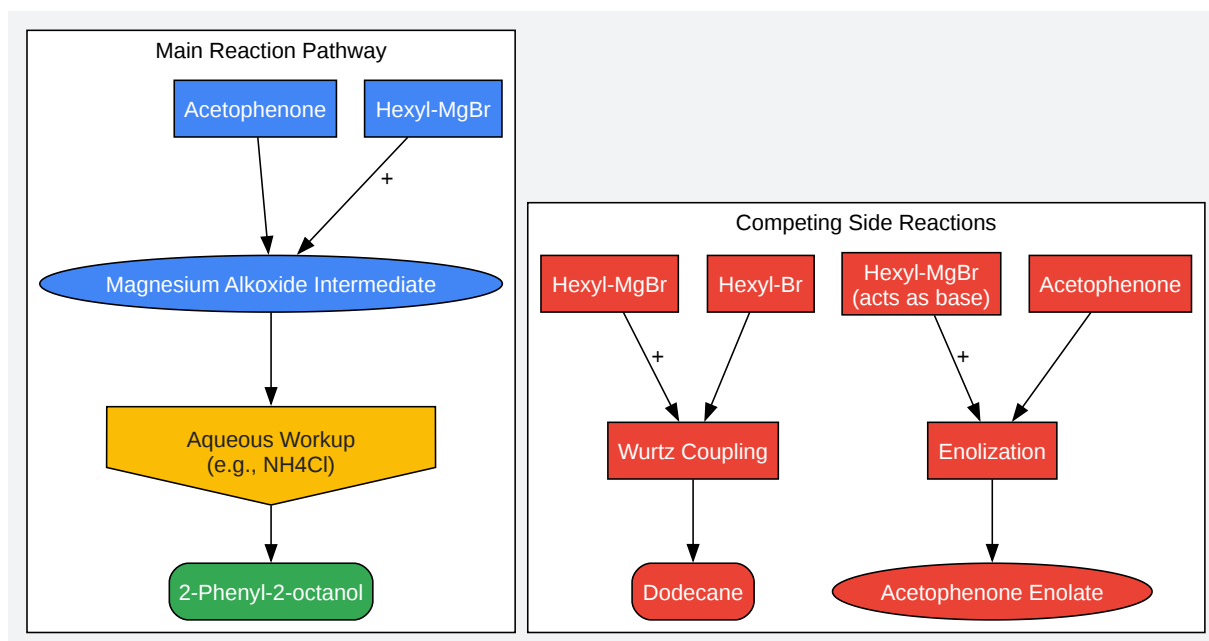 Main Reaction Pathway
Acetophenone
Hexyl-MgBr
+
Magnesium Alkoxide Intermediate
Aqueous Workup
(e.g., NH4Cl)
2-Phenyl-2-octanol
Competing Side Reactions
Hexyl-MgBr
Hexyl-Br
Hexyl-MgBr
(acts as base)
Acetophenone
+
+
Wurtz Coupling
Enolization
Dodecane
Acetophenone Enolate